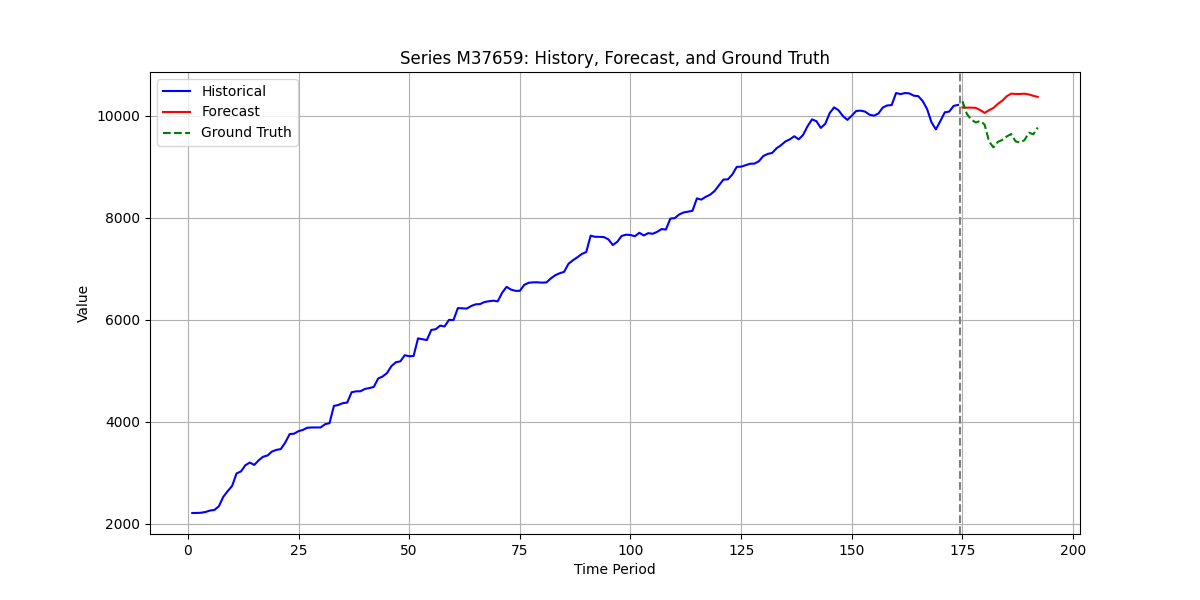 Series M37659: History, Forecast, and Ground Truth
Historical
Forecast
Ground Truth
10000
8000
6000
4000
2000
Value
0 25 50 75 100 125 150 175 200
Time Period